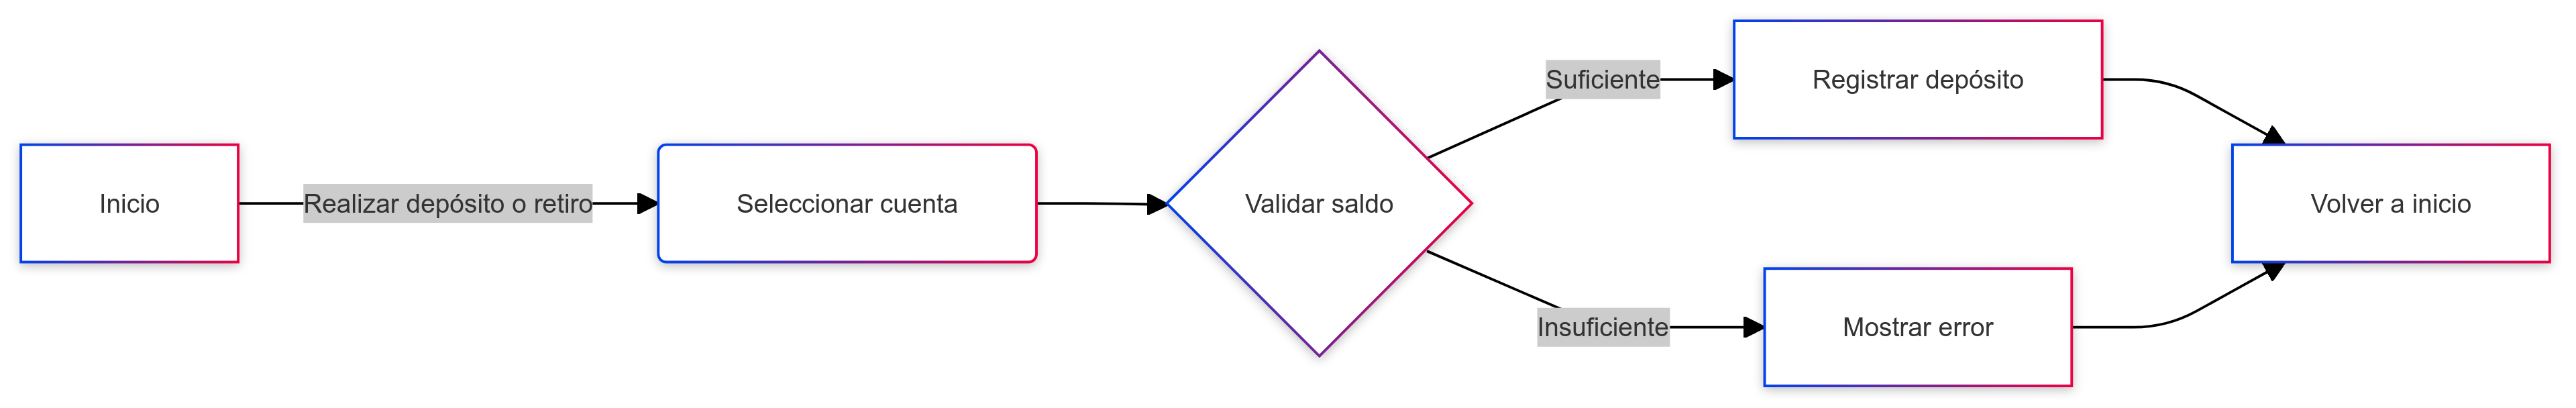 Inicio
Realizar depósito o retiro
Seleccionar cuenta
Validar saldo
Suficiente
Registrar depósito
Insuficiente
Mostrar error
Volver a inicio